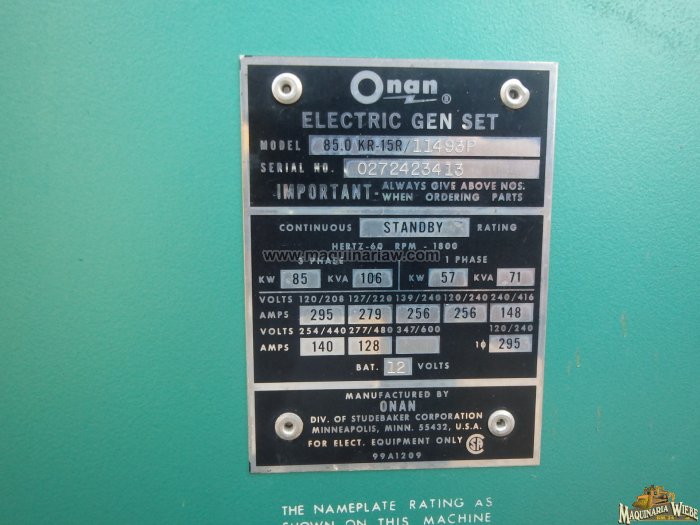 Onan ®
ELECTRIC GEN SET
MODEL 85.0 KR-15R/11493P
SERIAL NO. 0272423413
IMPORTANT- ALWAYS GIVE ABOVE NOS.
WHEN ORDERING PARTS
CONTINUOUS STANDBY RATING
HERTZ-60 RPM - 1800
www.maquinariaw.com
3 PHASE 1 PHASE
KW 85 KVA 106 KW 57 KVA 71
VOLTS 120/208 127/220 139/240 120/240 240/416
AMPS 295 279 256 256 148
VOLTS 254/440 277/480 347/600 120/240
AMPS 140 128 1ϕ 295
BAT. 12 VOLTS
MANUFACTURED BY
ONAN
DIV. OF STUDEBAKER CORPORATION
MINNEAPOLIS, MINN. 55432, U.S.A.
FOR ELECT. EQUIPMENT ONLY SA
99A1209
THE NAMEPLATE RATING AS
SHOWN ON THIS MACHINE
MAQUINARIA WIEBE